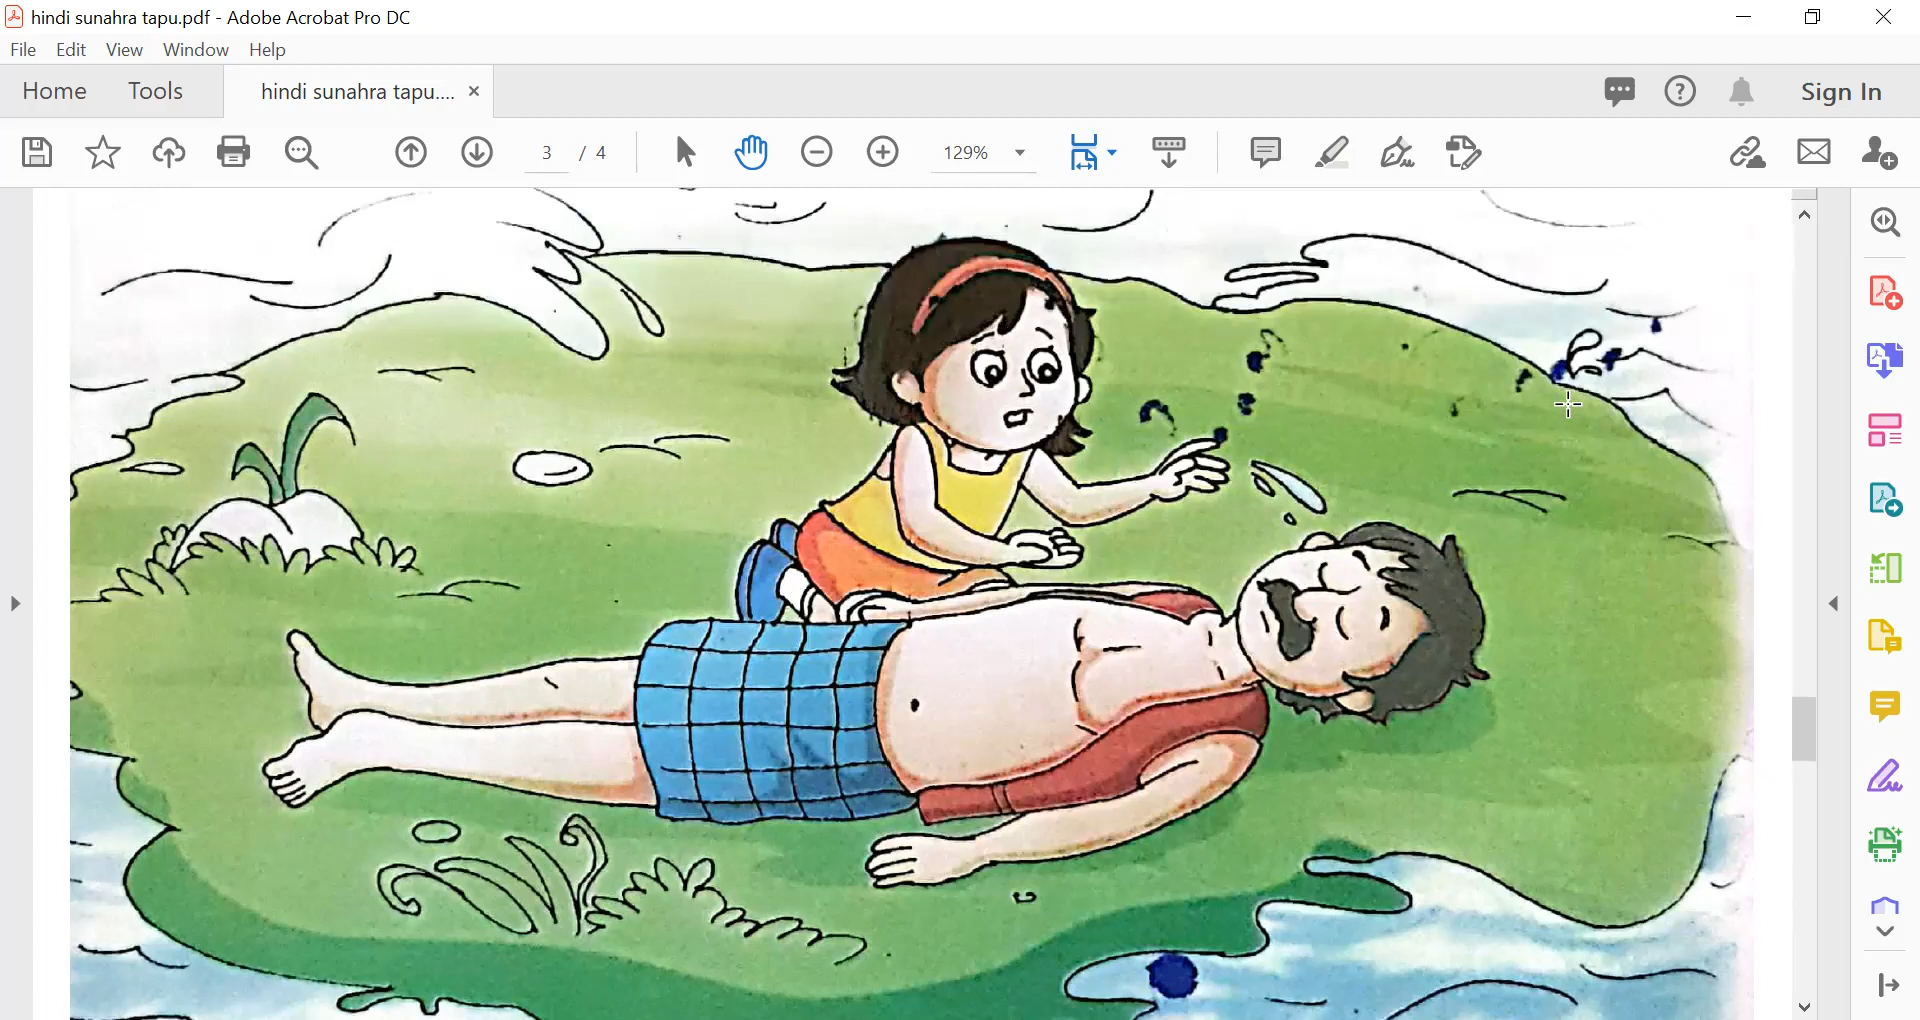 hindi sunahra tapu.pdf - Adobe Acrobat Pro DC
File Edit View Window Help
Home Tools hindi sunahra tapu.... × Sign In
3 / 4 129%